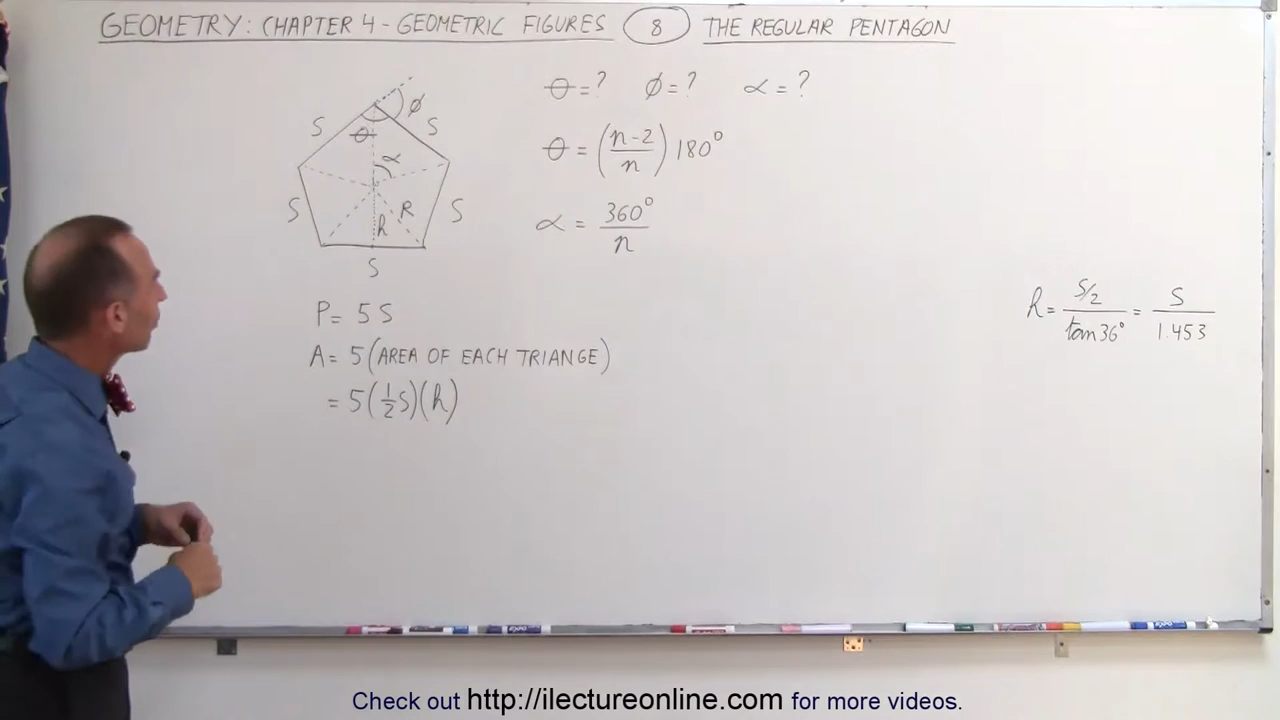 GEOMETRY: CHAPTER 4 - GEOMETRIC FIGURES 8 THE REGULAR PENTAGON
θ = ? φ = ? α = ?
φ
S S
θ
θ = (n-2/n) 180°
α
S R S
h
α = 360°/n
S
h = S/2 / tan 36° = S / 1.453
P = 5 S
A = 5 (AREA OF EACH TRIANGE)
= 5 (1/2 S)(h)
Check out http://ilectureonline.com for more videos.